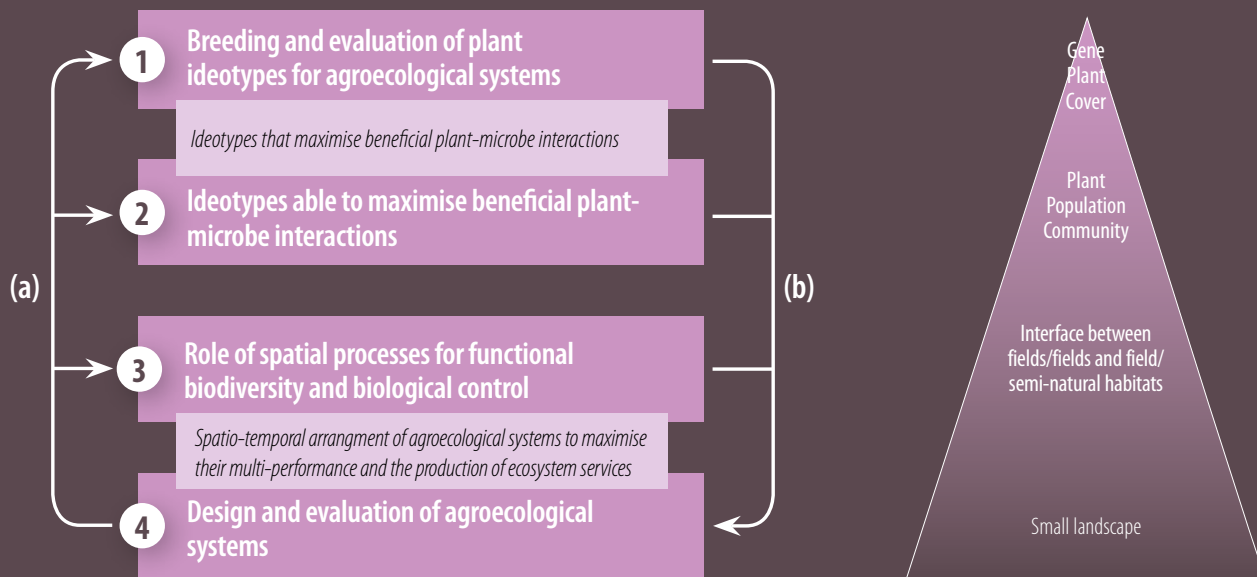 1
Breeding and evaluation of plant
ideotypes for agroecological systems
Ideotypes that maximise beneficial plant-microbe interactions
2
Ideotypes able to maximise beneficial plant-
microbe interactions
(a)
(b)
3
Role of spatial processes for functional
biodiversity and biological control
Spatio-temporal arrangment of agroecological systems to maximise
their multi-performance and the production of ecosystem services
4
Design and evaluation of agroecological
systems
Gene
Plant
Cover
Plant
Population
Community
Interface between
fields/fields and field/
semi-natural habitats
Small landscape